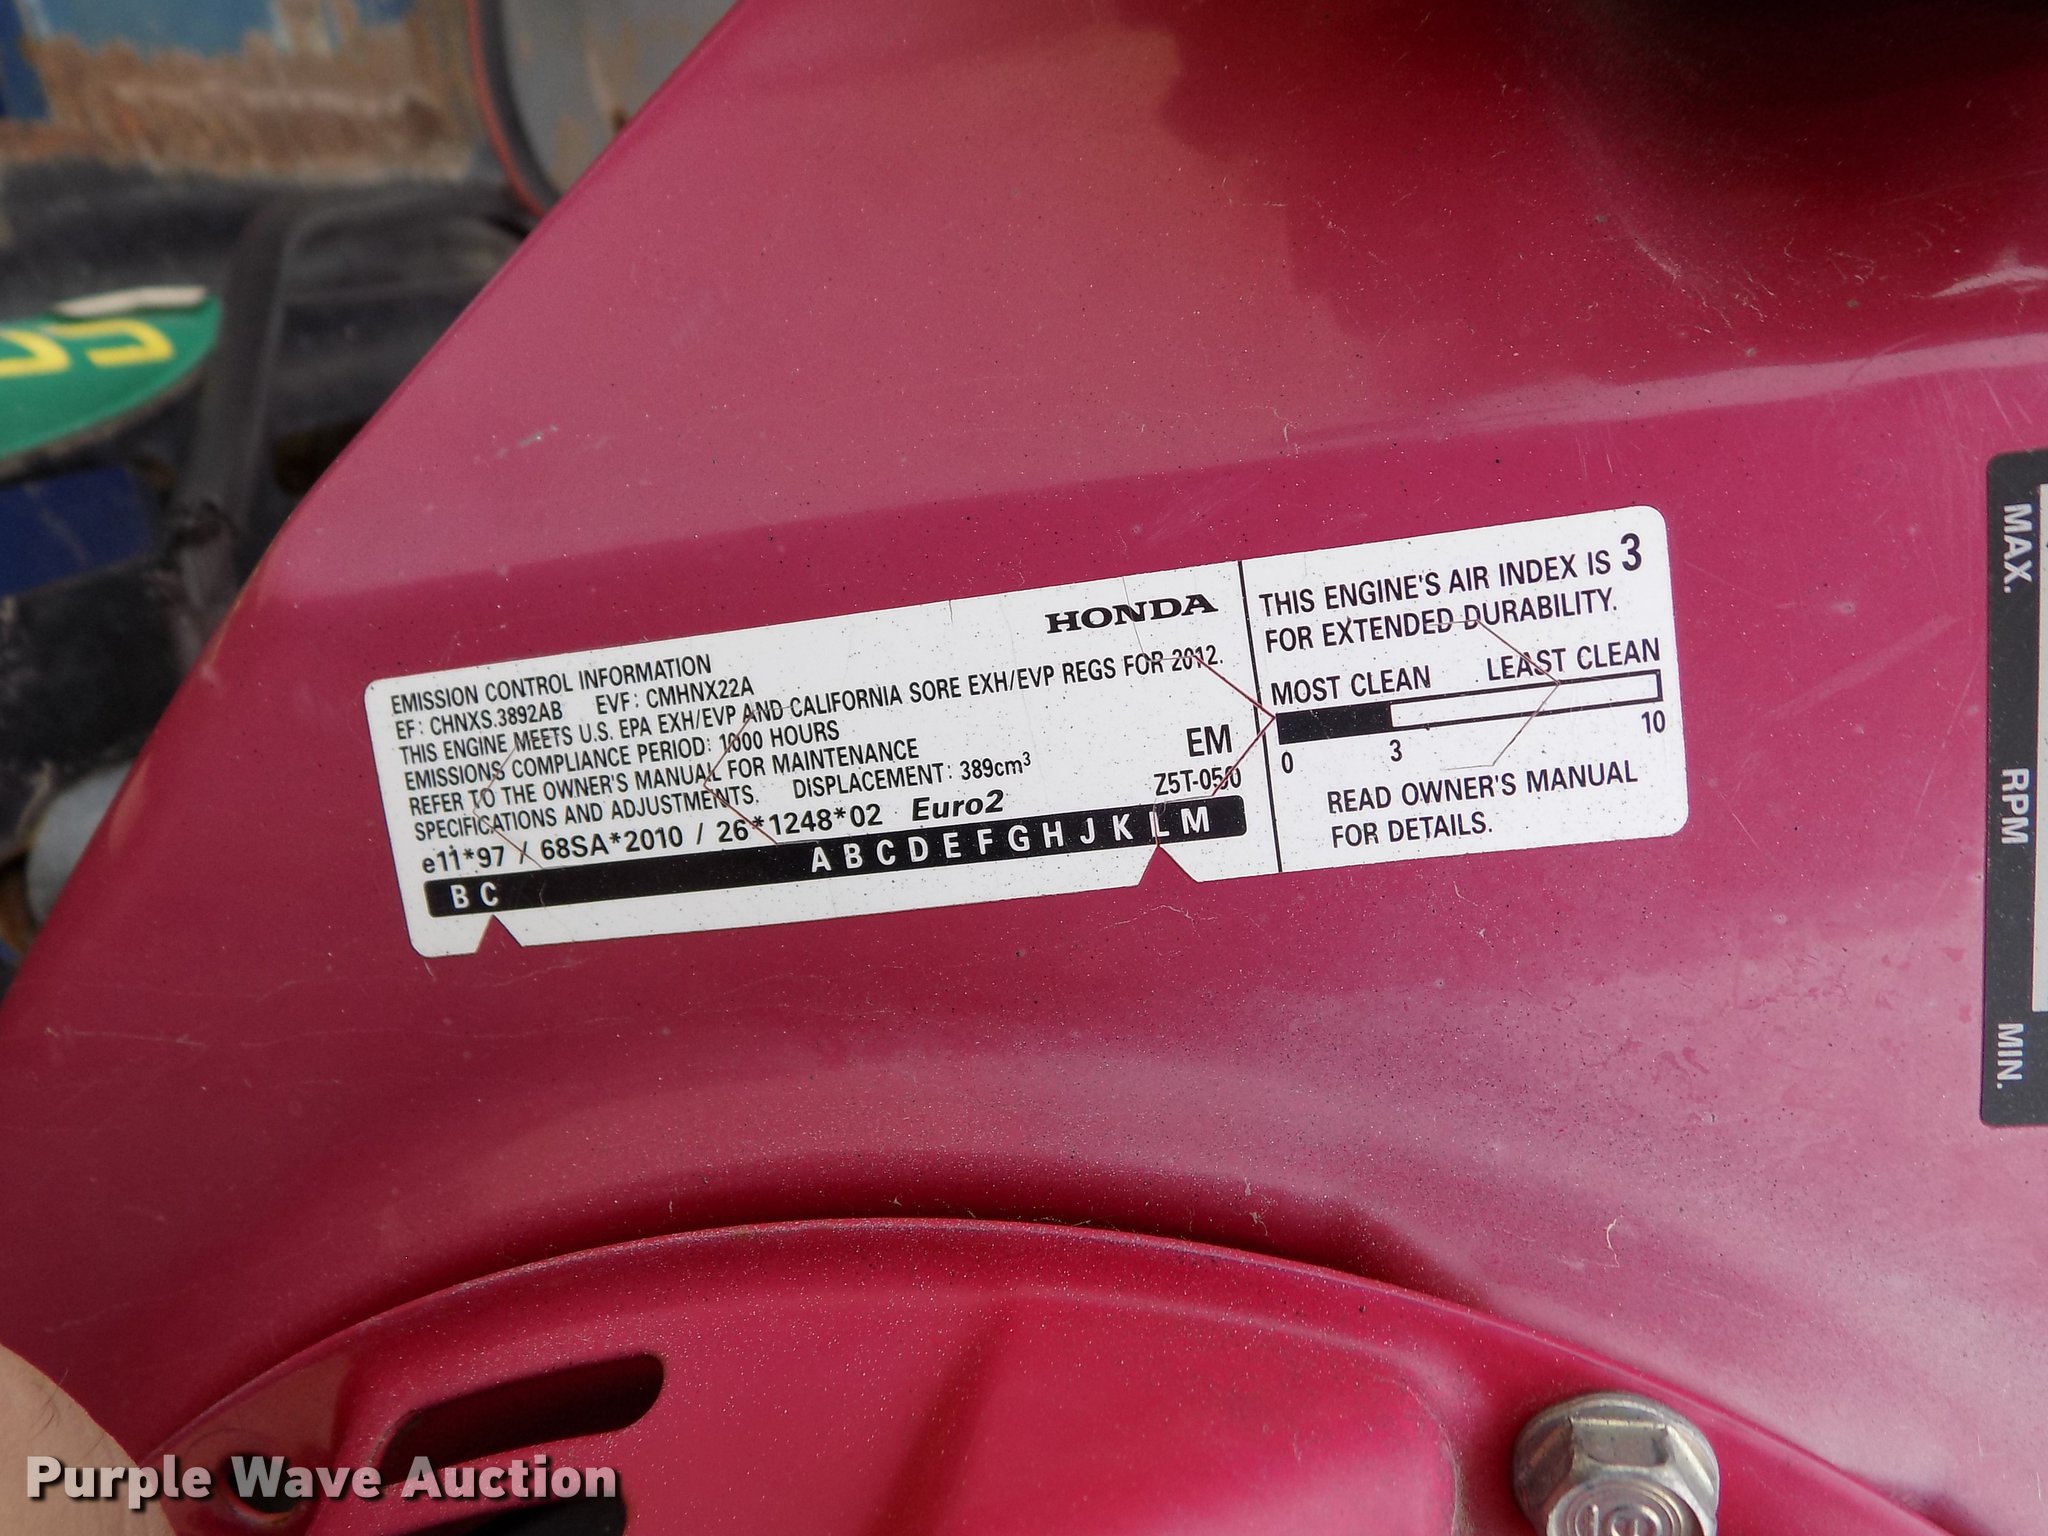 HONDA
EMISSION CONTROL INFORMATION
EF: CHNXS.3892AB EVF: CMHNX22A
THIS ENGINE MEETS U.S. EPA EXH/EVP AND CALIFORNIA SORE EXH/EVP REGS FOR 2012.
EMISSIONS COMPLIANCE PERIOD: 1000 HOURS
REFER TO THE OWNER'S MANUAL FOR MAINTENANCE
SPECIFICATIONS AND ADJUSTMENTS. DISPLACEMENT: 389cm³
EM
Z5T-050
e11*97 / 68SA*2010 / 26*1248*02 Euro2
B C A B C D E F G H J K L M
THIS ENGINE'S AIR INDEX IS 3
FOR EXTENDED DURABILITY.
MOST CLEAN LEAST CLEAN
0 3 10
READ OWNER'S MANUAL
FOR DETAILS.
MAX.
RPM
MIN.
Purple Wave Auction